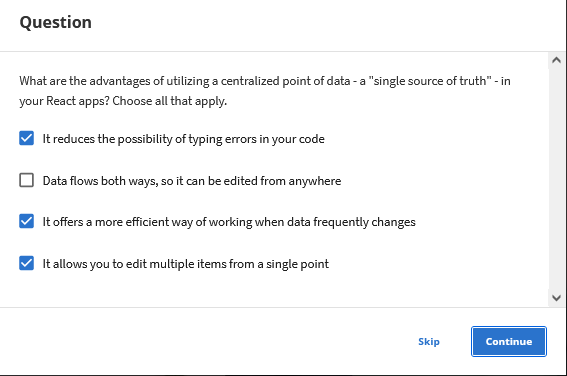 Question
What are the advantages of utilizing a centralized point of data - a "single source of truth" - in
your React apps? Choose all that apply.
It reduces the possibility of typing errors in your code
Data flows both ways, so it can be edited from anywhere
It offers a more efficient way of working when data frequently changes
It allows you to edit multiple items from a single point
Skip
Continue